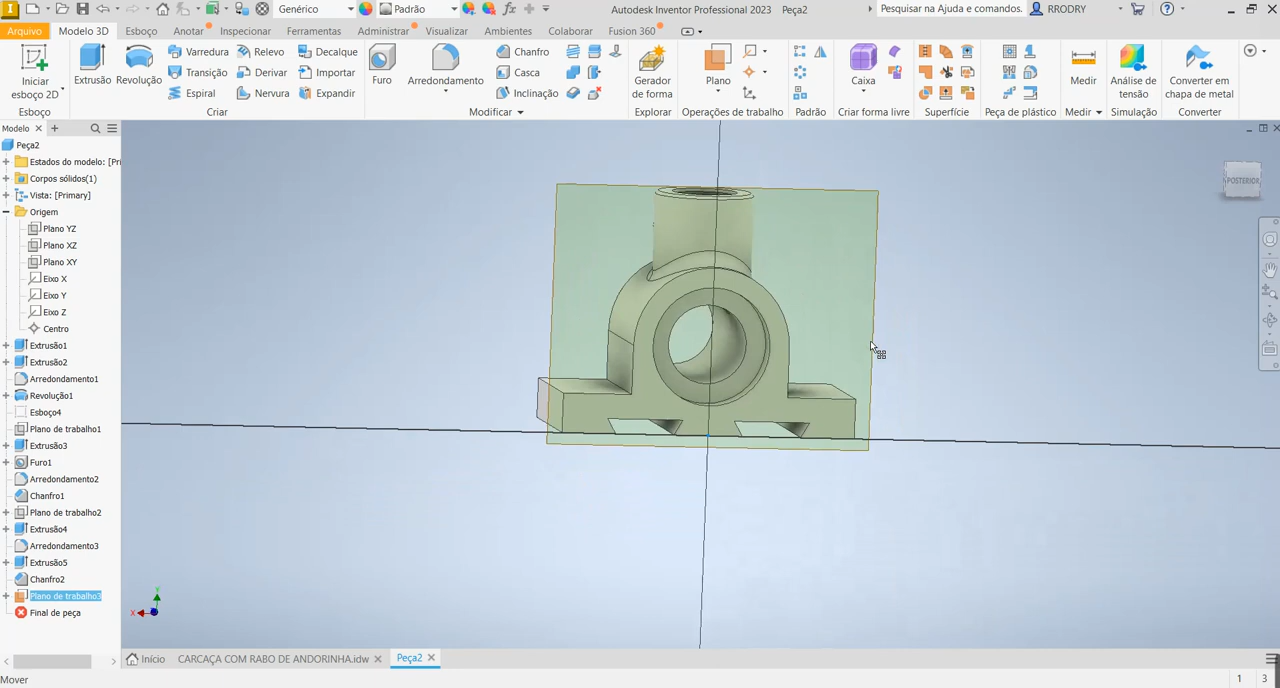 Genérico
Padrão
Autodesk Inventor Professional 2023
Peça2
Pesquisar na Ajuda e comandos.
RRODRY
Arquivo
Modelo 3D
Esboço
Anotar
Inspecionar
Ferramentas
Administrar
Visualizar
Ambientes
Colaborar
Fusion 360
Iniciar
esboço 2D
Extrusão
Revolução
Varredura
Relevo
Decalque
Transição
Derivar
Importar
Espiral
Nervura
Expandir
Furo
Arredondamento
Chanfro
Casca
Inclinação
Gerador
de forma
Plano
Caixa
Medir
Análise de
tensão
Converter em
chapa de metal
Esboço
Criar
Modificar
Explorar
Operações de trabalho
Padrão
Criar forma livre
Superfície
Peça de plástico
Medir
Simulação
Converter
Modelo
Peça2
Estados do modelo: [Pri
Corpos sólidos(1)
Vista: [Primary]
Origem
Plano YZ
Plano XZ
Plano XY
Eixo X
Eixo Y
Eixo Z
Centro
Extrusão1
Extrusão2
Arredondamento1
Revolução1
Esboço4
Plano de trabalho1
Extrusão3
Furo1
Arredondamento2
Chanfro1
Plano de trabalho2
Extrusão4
Arredondamento3
Extrusão5
Chanfro2
Plano de trabalho3
Final de peça
POSTERIOR
X
Início
CARCAÇA COM RABO DE ANDORINHA.idw
Peça2
Mover
1
3